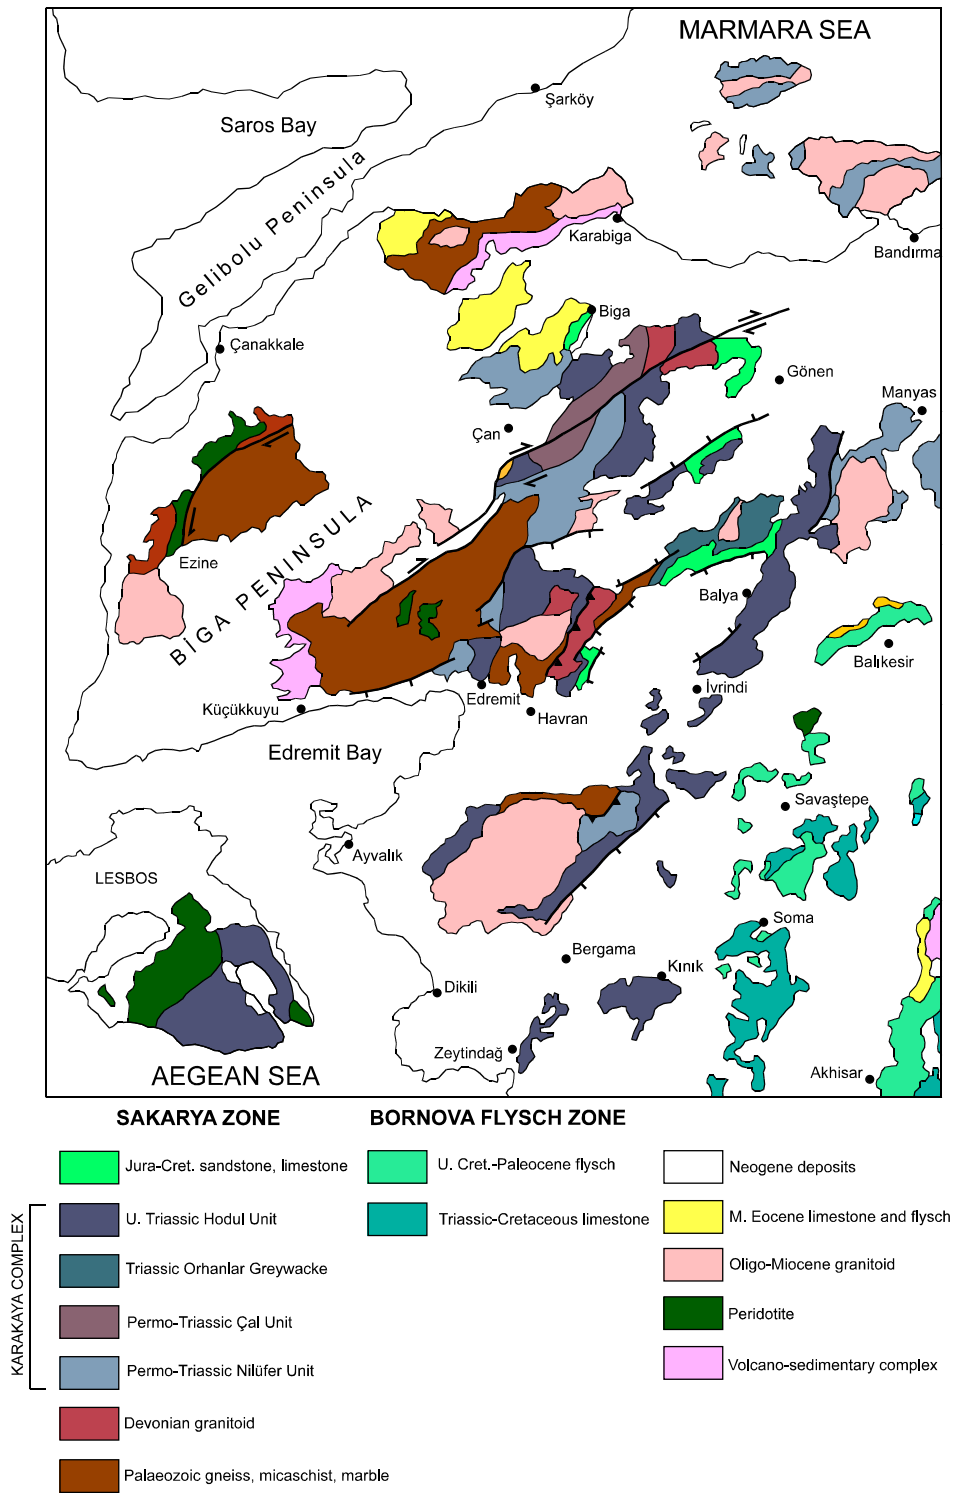 MARMARA SEA
Şarköy
Saros Bay
Gelibolu Peninsula
Karabiga
Bandırma
Biga
Çanakkale
Gönen
Manyas
Çan
BİGA PENINSULA
Ezine
Balya
Balıkesir
Edremit
İvrindi
Küçükkuyu
Havran
Edremit Bay
Savaştepe
Ayvalık
LESBOS
Soma
Bergama
Kınık
Dikili
Zeytindağ
AEGEAN SEA
Akhisar
SAKARYA ZONE
BORNOVA FLYSCH ZONE
Jura-Cret. sandstone, limestone
U. Cret.-Paleocene flysch
Neogene deposits
KARAKAYA COMPLEX
U. Triassic Hodul Unit
Triassic-Cretaceous limestone
M. Eocene limestone and flysch
Triassic Orhanlar Greywacke
Oligo-Miocene granitoid
Permo-Triassic Çal Unit
Peridotite
Permo-Triassic Nilüfer Unit
Volcano-sedimentary complex
Devonian granitoid
Palaeozoic gneiss, micaschist, marble